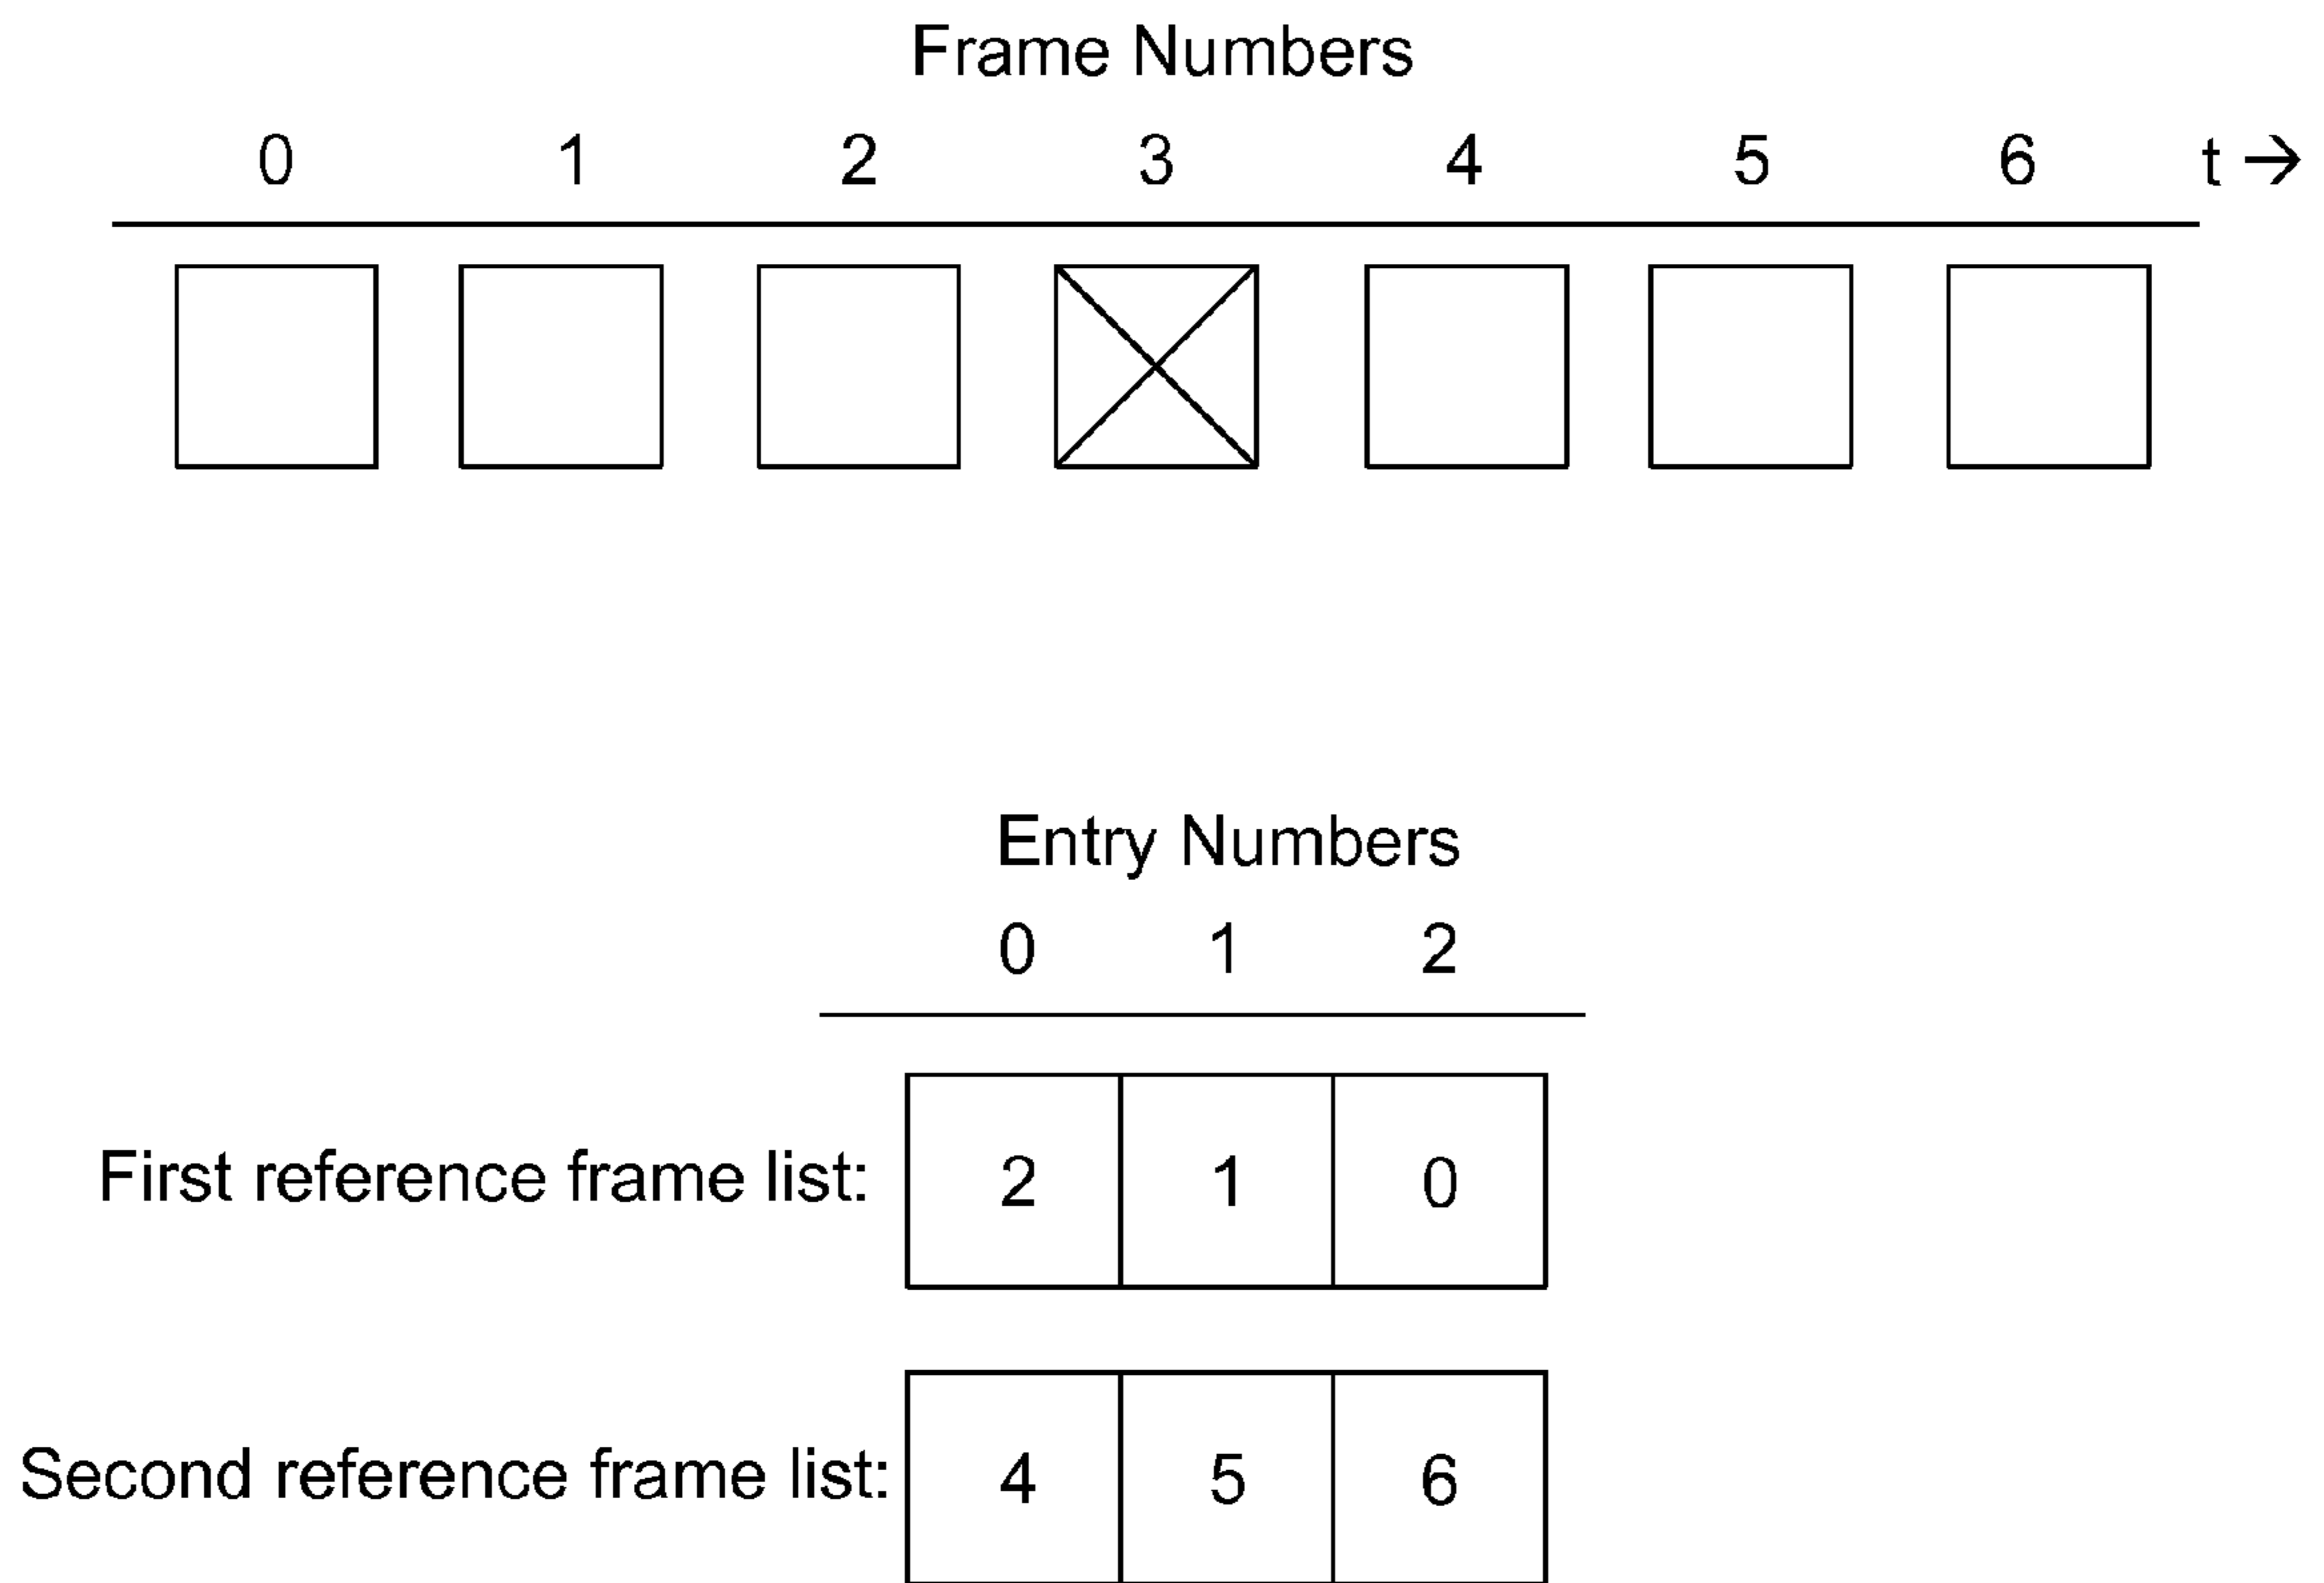 Frame Numbers
0 1 2 3 4 5 6 t →
Entry Numbers
0 1 2
First reference frame list: 2 1 0
Second reference frame list: 4 5 6